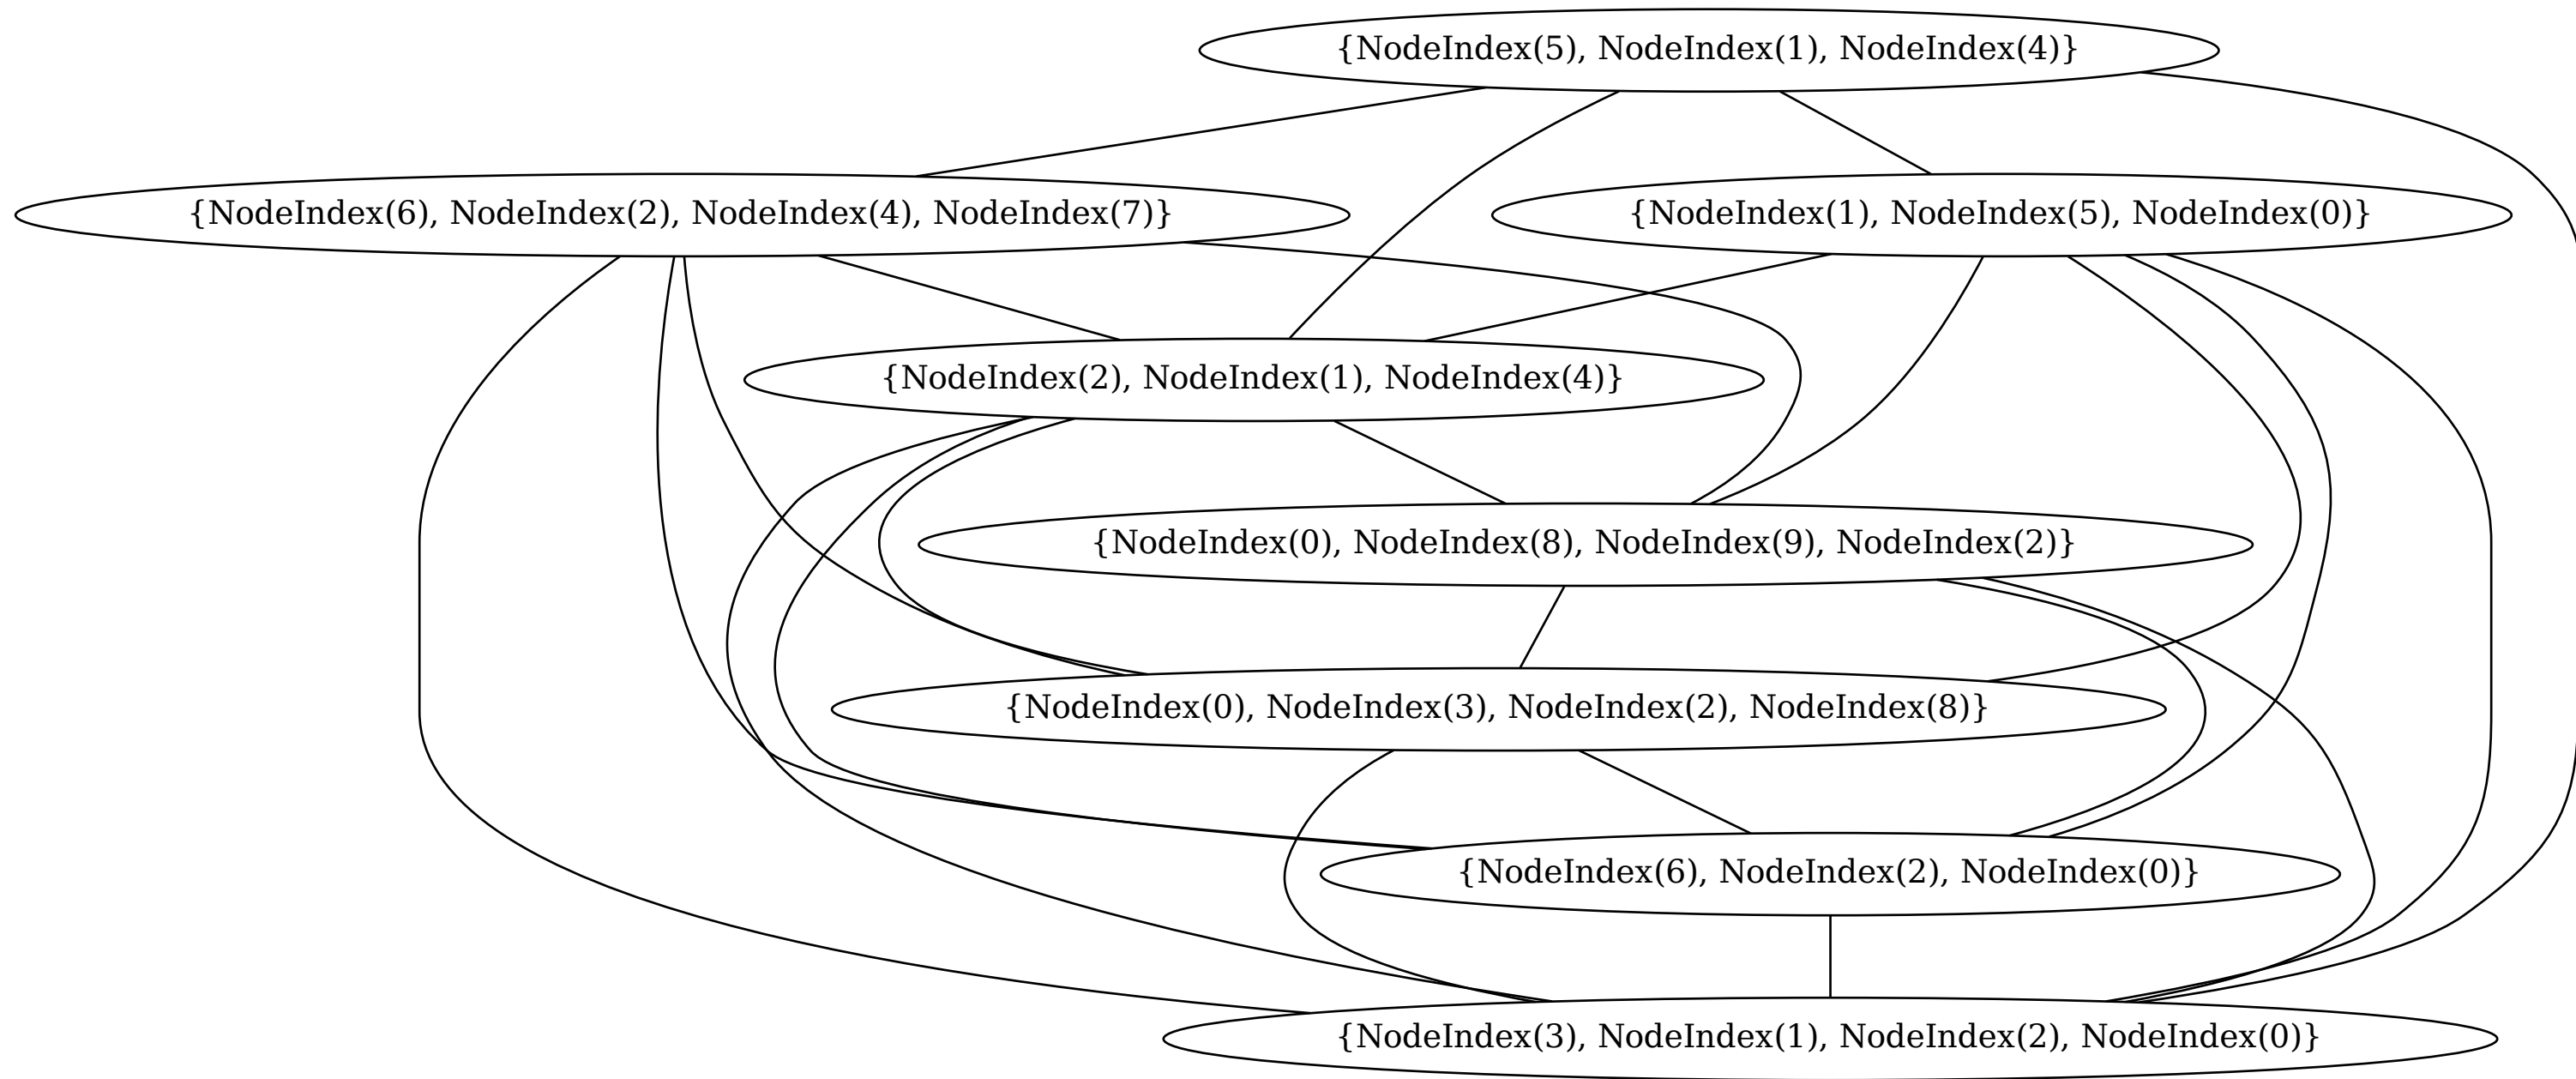 {NodeIndex(5), NodeIndex(1), NodeIndex(4)}
{NodeIndex(6), NodeIndex(2), NodeIndex(4), NodeIndex(7)}
{NodeIndex(1), NodeIndex(5), NodeIndex(0)}
{NodeIndex(2), NodeIndex(1), NodeIndex(4)}
{NodeIndex(0), NodeIndex(8), NodeIndex(9), NodeIndex(2)}
{NodeIndex(0), NodeIndex(3), NodeIndex(2), NodeIndex(8)}
{NodeIndex(6), NodeIndex(2), NodeIndex(0)}
{NodeIndex(3), NodeIndex(1), NodeIndex(2), NodeIndex(0)}